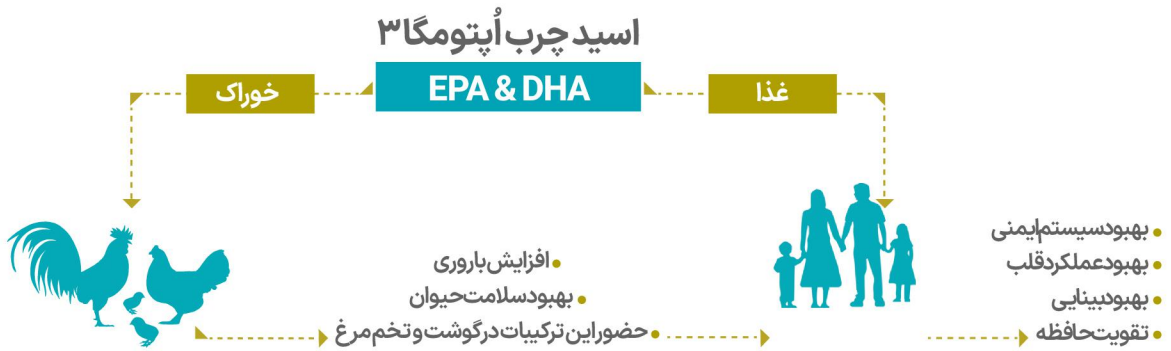 اسید چرب اُپتومگا۳
EPA & DHA
غذا
خوراک
• بهبود سیستم ایمنی
• بهبود عملکرد قلب
• بهبود بینایی
• تقویت حافظه
• افزایش باروری
• بهبود سلامت حیوان
• حضور این ترکیبات در گوشت و تخم مرغ